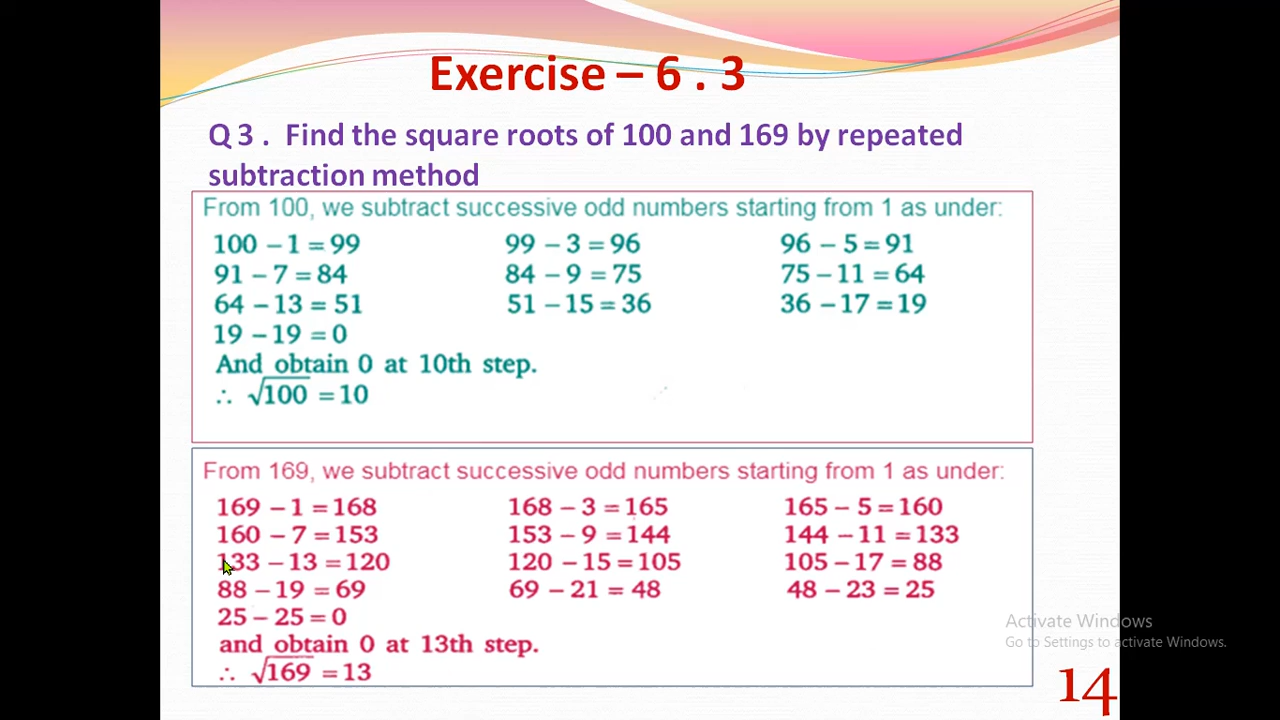 Exercise – 6 . 3
Q 3 . Find the square roots of 100 and 169 by repeated
subtraction method
From 100, we subtract successive odd numbers starting from 1 as under:
100 – 1 = 99 99 – 3 = 96 96 – 5 = 91
91 – 7 = 84 84 – 9 = 75 75 – 11 = 64
64 – 13 = 51 51 – 15 = 36 36 – 17 = 19
19 – 19 = 0
And obtain 0 at 10th step.
∴ √100 = 10
From 169, we subtract successive odd numbers starting from 1 as under:
169 – 1 = 168 168 – 3 = 165 165 – 5 = 160
160 – 7 = 153 153 – 9 = 144 144 – 11 = 133
133 – 13 = 120 120 – 15 = 105 105 – 17 = 88
88 – 19 = 69 69 – 21 = 48 48 – 23 = 25
25 – 25 = 0
and obtain 0 at 13th step.
∴ √169 = 13
Activate Windows
Go to Settings to activate Windows.
14